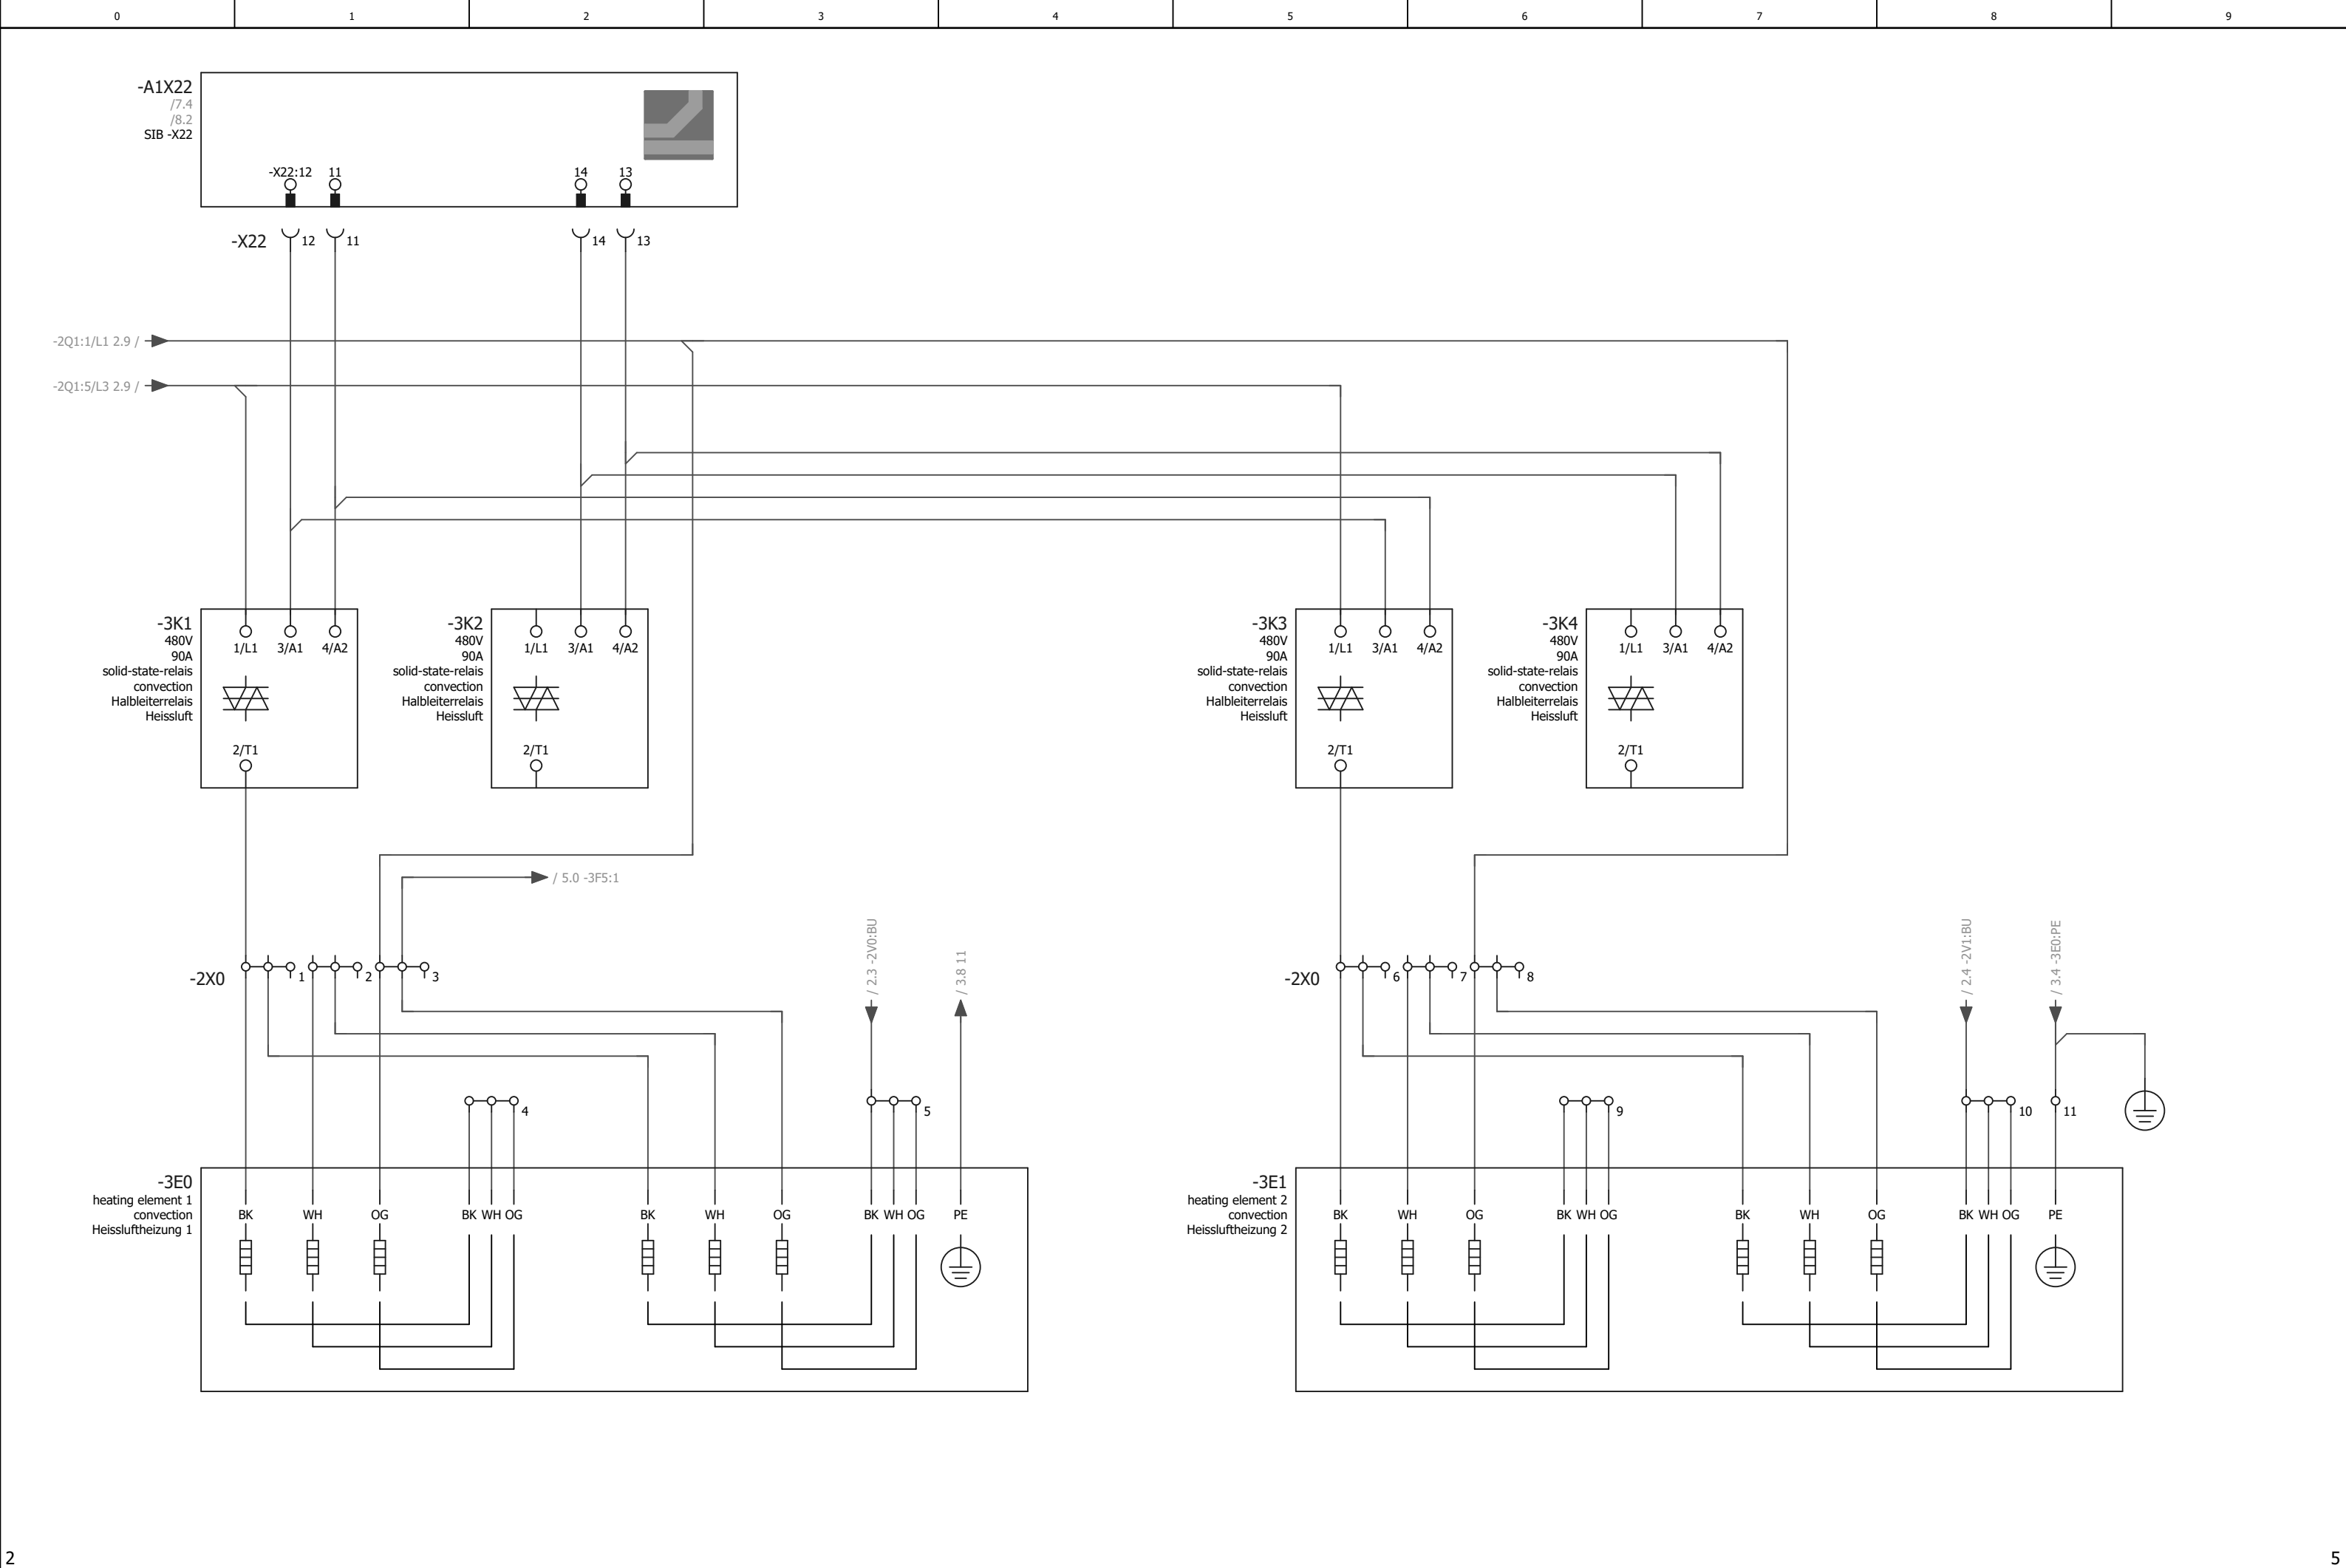 0 1 2 3 4 5 6 7 8 9
-A1X22
/7.4
/8.2
SIB -X22
-X22:12 11 14 13
-X22 12 11 14 13
-2Q1:1/L1 2.9 /
-2Q1:5/L3 2.9 /
-3K1
480V
90A
solid-state-relais
convection
Halbleiterrelais
Heissluft
1/L1 3/A1 4/A2
2/T1
-3K2
480V
90A
solid-state-relais
convection
Halbleiterrelais
Heissluft
1/L1 3/A1 4/A2
2/T1
-3K3
480V
90A
solid-state-relais
convection
Halbleiterrelais
Heissluft
1/L1 3/A1 4/A2
2/T1
-3K4
480V
90A
solid-state-relais
convection
Halbleiterrelais
Heissluft
1/L1 3/A1 4/A2
2/T1
/ 5.0 -3F5:1
/ 2.3 -2V0:BU
/ 3.8 11
/ 2.4 -2V1:BU
/ 3.4 -3E0:PE
-2X0 1 2 3
-2X0 6 7 8
4 5 9 10 11
-3E0
heating element 1
convection
Heissluftheizung 1
BK WH OG BK WH OG BK WH OG BK WH OG PE
-3E1
heating element 2
convection
Heissluftheizung 2
BK WH OG BK WH OG BK WH OG BK WH OG PE
2 5